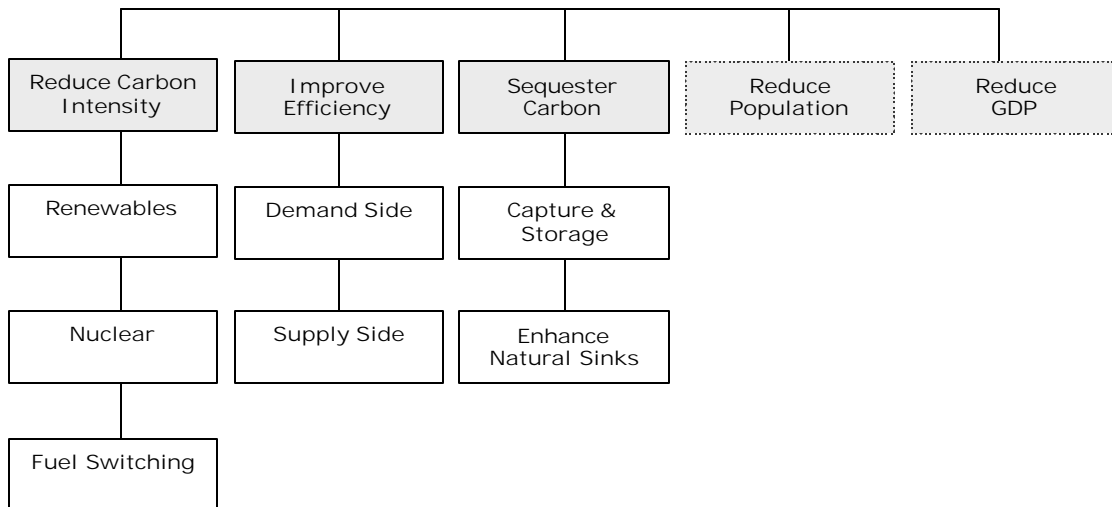 Reduce Carbon
Intensity
Improve
Efficiency
Sequester
Carbon
Reduce
Population
Reduce
GDP
Renewables
Demand Side
Capture &
Storage
Nuclear
Supply Side
Enhance
Natural Sinks
Fuel Switching